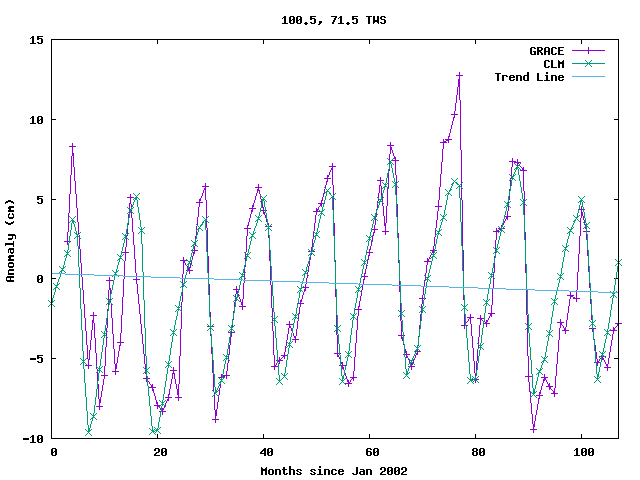 100.5, 71.5 TWS
GRACE
CLM
Trend Line
Anomaly (cm)
15
10
5
0
-5
-10
0 20 40 60 80 100
Months since Jan 2002